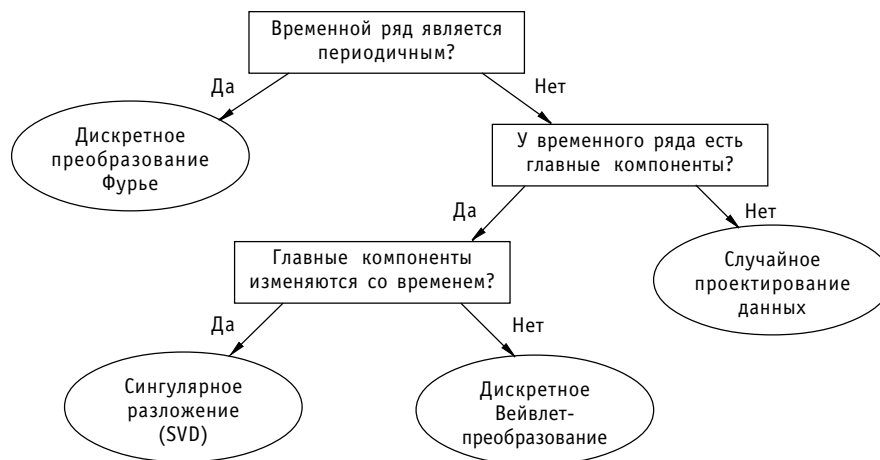 Временной ряд является
периодичным?
Да
Нет
Дискретное
преобразование
Фурье
У временного ряда есть
главные компоненты?
Да
Нет
Главные компоненты
изменяются со временем?
Случайное
проектирование
данных
Да
Нет
Сингулярное
разложение
(SVD)
Дискретное
Вейвлет-
преобразование